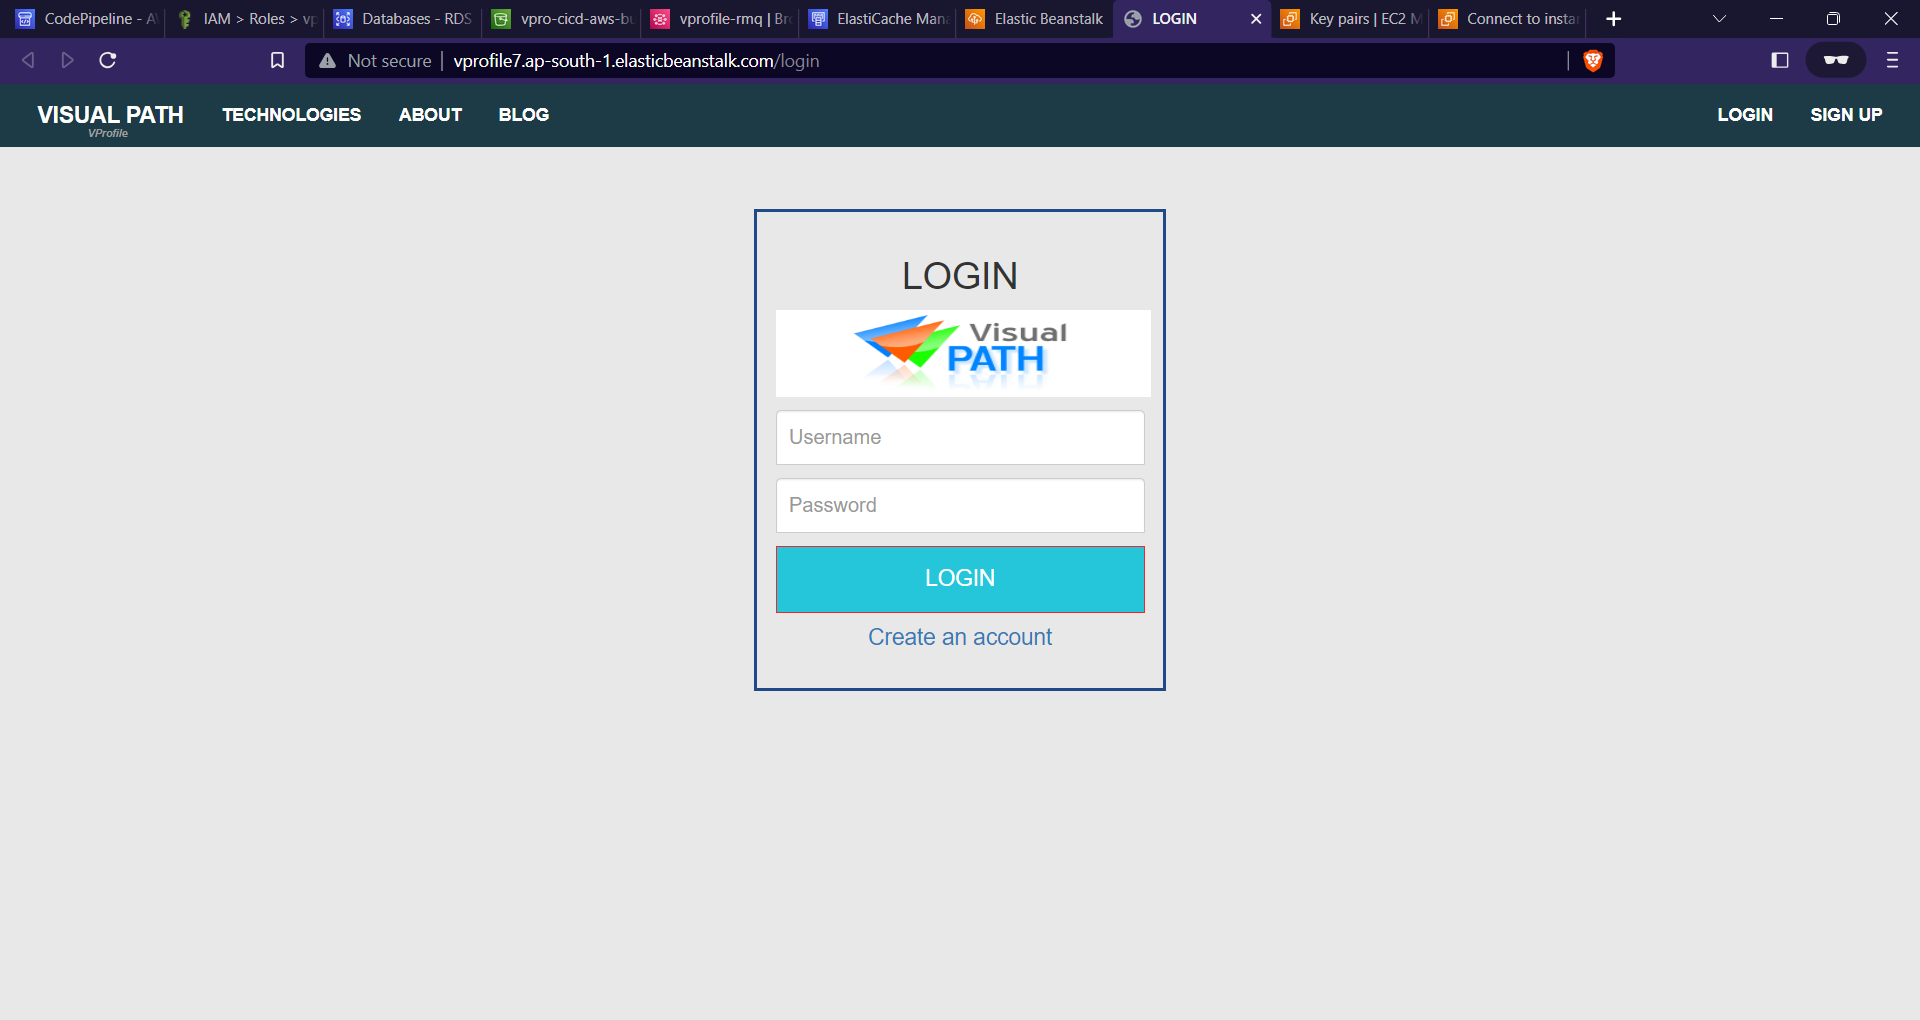 CodePipeline - A
IAM > Roles > vp
Databases - RDS
vpro-cicd-aws-bu
vprofile-rmq | Bro
ElastiCache Mana
Elastic Beanstalk
LOGIN
Key pairs | EC2 M
Connect to instan
Not secure
vprofile7.ap-south-1.elasticbeanstalk.com/login
VISUAL PATH
VProfile
TECHNOLOGIES
ABOUT
BLOG
LOGIN
SIGN UP
LOGIN
Visual
PATH
Username
Password
LOGIN
Create an account